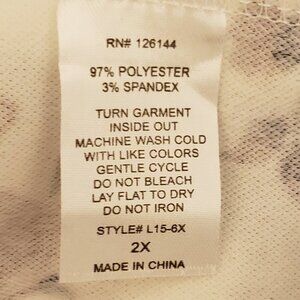 RN# 126144
97% POLYESTER
3% SPANDEX
TURN GARMENT
INSIDE OUT
MACHINE WASH COLD
WITH LIKE COLORS
GENTLE CYCLE
DO NOT BLEACH
LAY FLAT TO DRY
DO NOT IRON
STYLE# L15-6X
2X
MADE IN CHINA